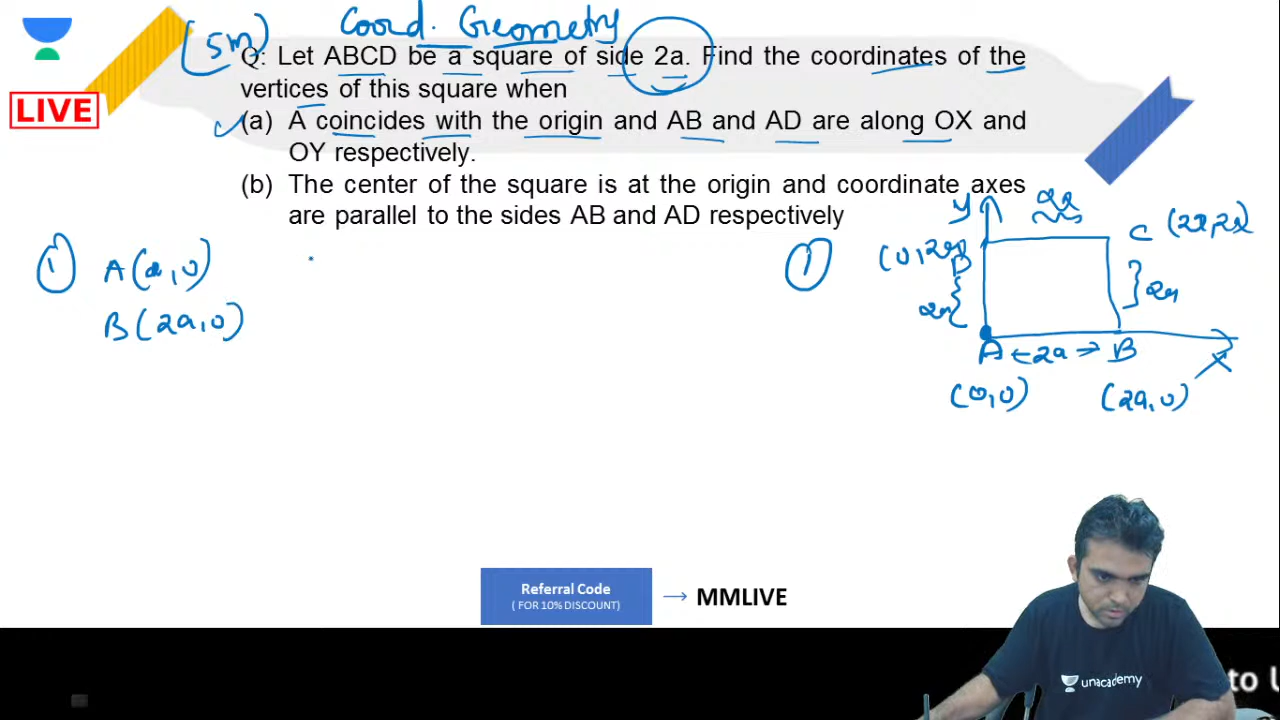 Coord. Geometry
[5m]
Q: Let ABCD be a square of side 2a. Find the coordinates of the
vertices of this square when
LIVE
(a) A coincides with the origin and AB and AD are along OX and
OY respectively.
(b) The center of the square is at the origin and coordinate axes
are parallel to the sides AB and AD respectively
① A(a,0)
B(2a,0)
①
y
2a
C (2a,2a)
(0,2a)
D
2a
2a
A ←2a→ B
X
(0,0)
(2a,0)
Referral Code
( FOR 10% DISCOUNT)
→ MMLIVE
unacademy
to